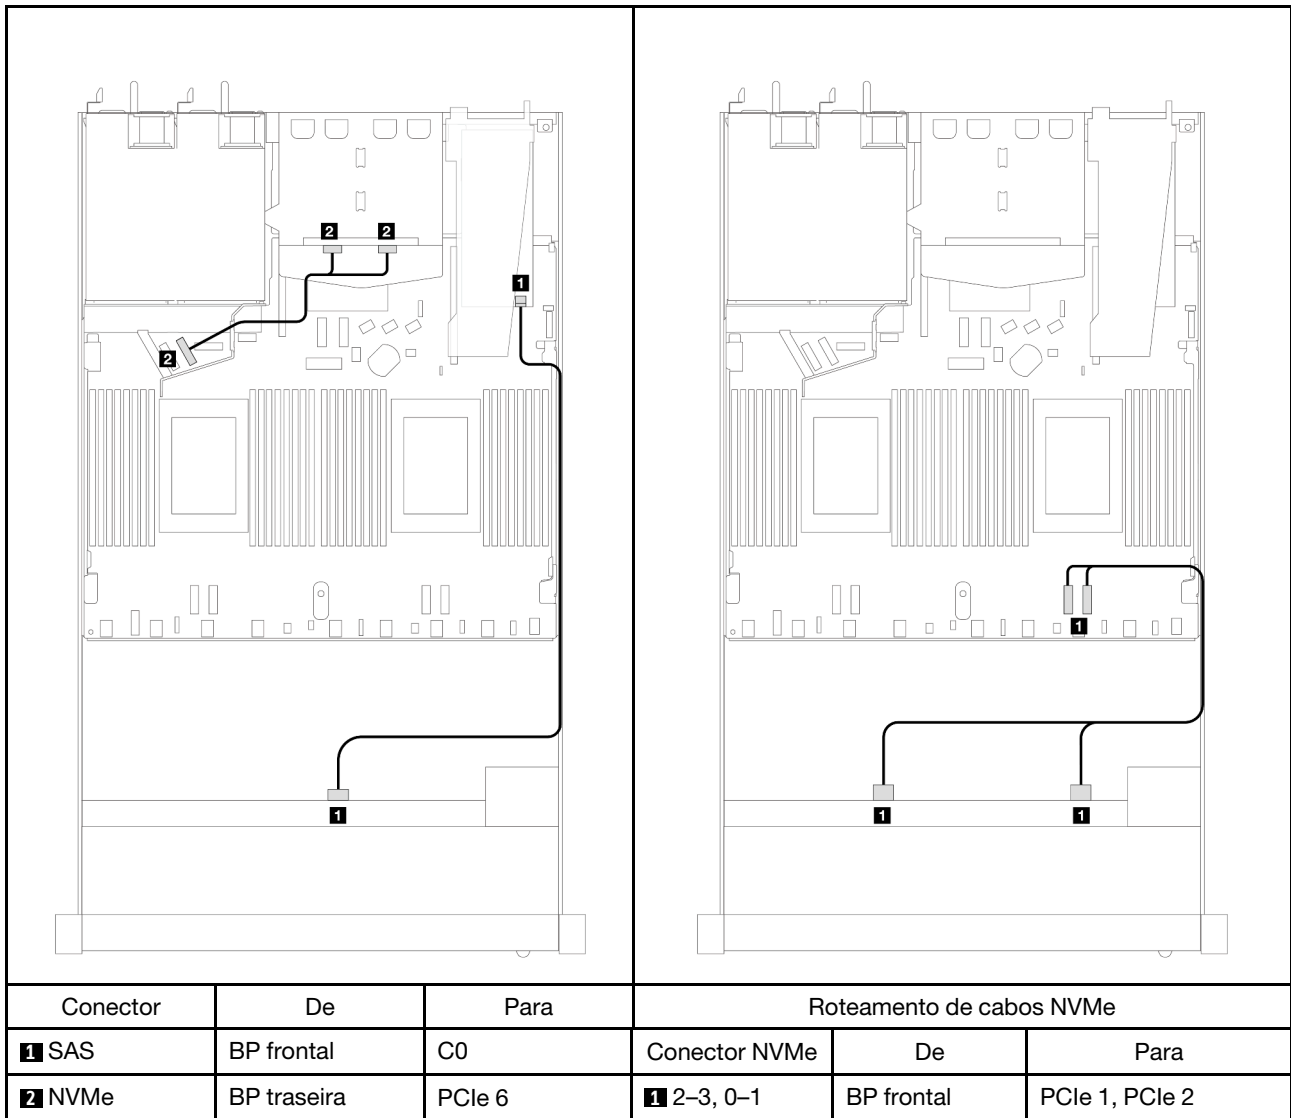 2 2
1
2
1
1
1 1
Conector De Para Roteamento de cabos NVMe
1 SAS BP frontal C0 Conector NVMe De Para
2 NVMe BP traseira PCIe 6 1 2–3, 0–1 BP frontal PCIe 1, PCIe 2